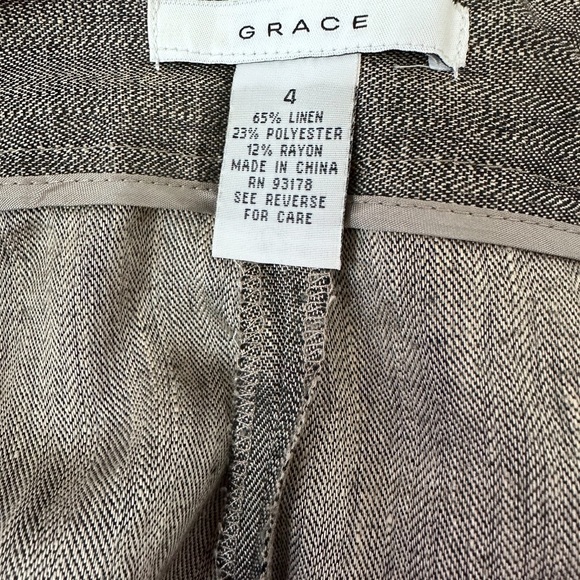 GRACE
4
65% LINEN
23% POLYESTER
12% RAYON
MADE IN CHINA
RN 93178
SEE REVERSE
FOR CARE